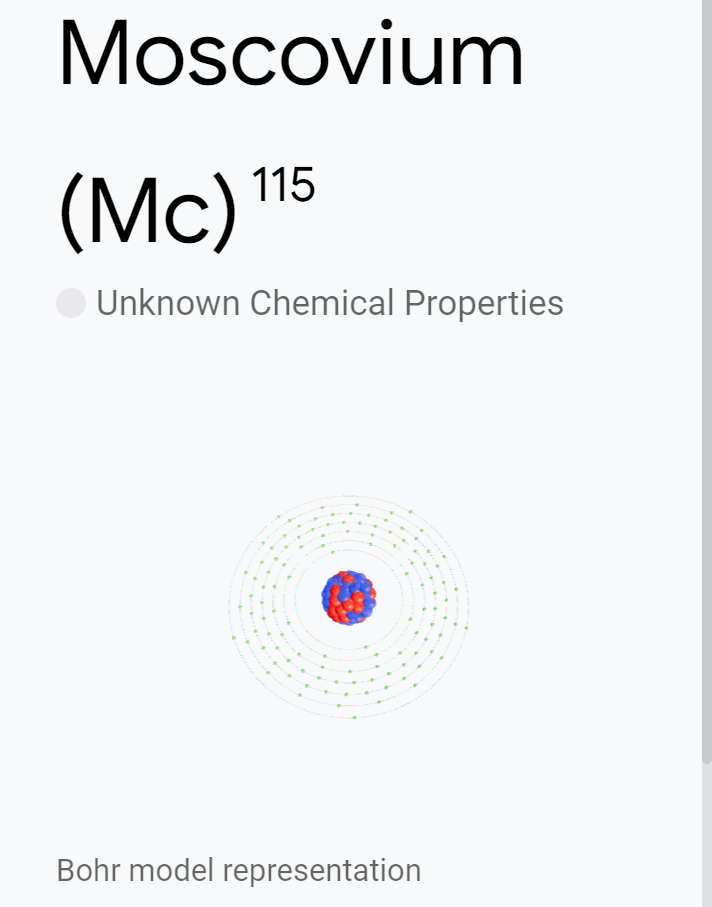 Moscovium
(Mc) 115
Unknown Chemical Properties
Bohr model representation